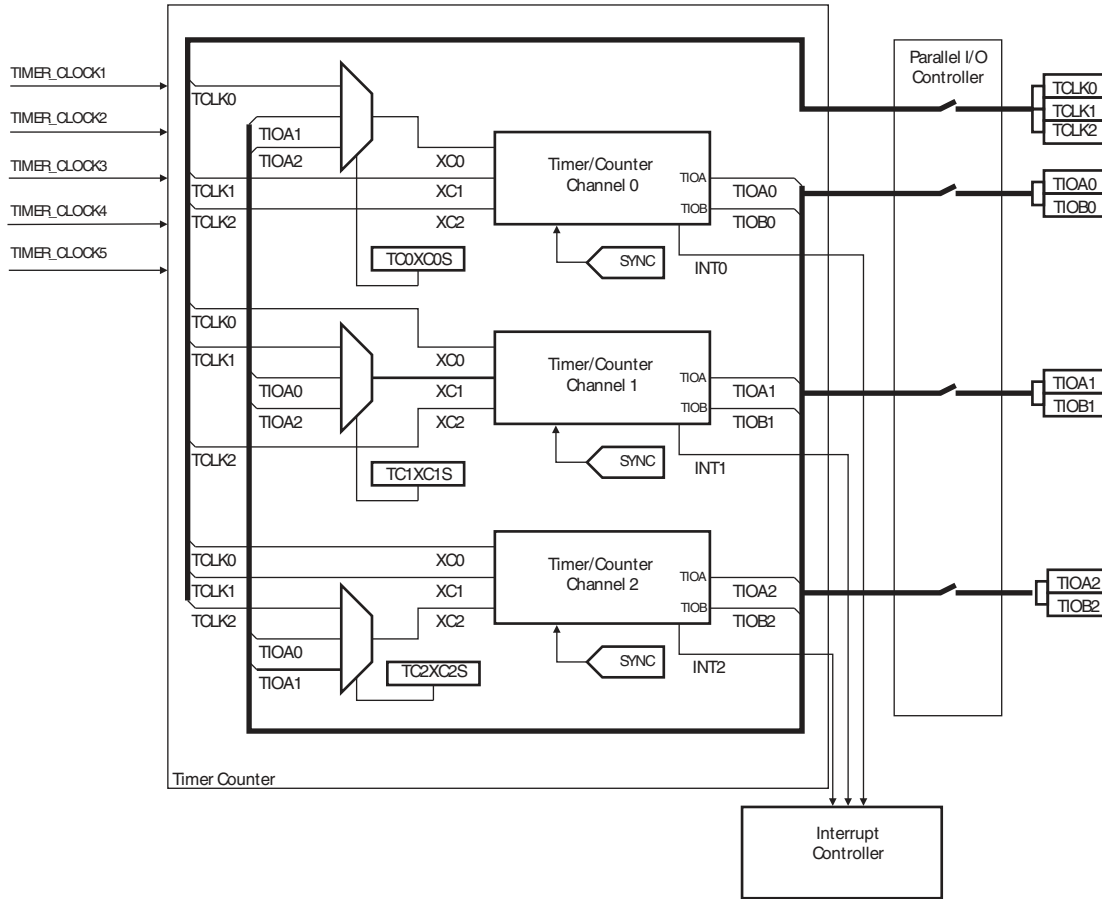 TIMER_CLOCK1
TIMER_CLOCK2
TIMER_CLOCK3
TIMER_CLOCK4
TIMER_CLOCK5
TCLK0
TIOA1
TIOA2
TCLK1
TCLK2
XC0
XC1
XC2
TC0XC0S
Timer/Counter
Channel 0
TIOA
TIOB
TIOA0
TIOB0
SYNC
INT0
TCLK0
TCLK1
TIOA0
TIOA2
TCLK2
XC0
XC1
XC2
TC1XC1S
Timer/Counter
Channel 1
TIOA
TIOB
TIOA1
TIOB1
SYNC
INT1
TCLK0
TCLK1
TCLK2
TIOA0
TIOA1
XC0
XC1
XC2
TC2XC2S
Timer/Counter
Channel 2
TIOA
TIOB
TIOA2
TIOB2
SYNC
INT2
Timer Counter
Parallel I/O
Controller
TCLK0
TCLK1
TCLK2
TIOA0
TIOB0
TIOA1
TIOB1
TIOA2
TIOB2
Interrupt
Controller